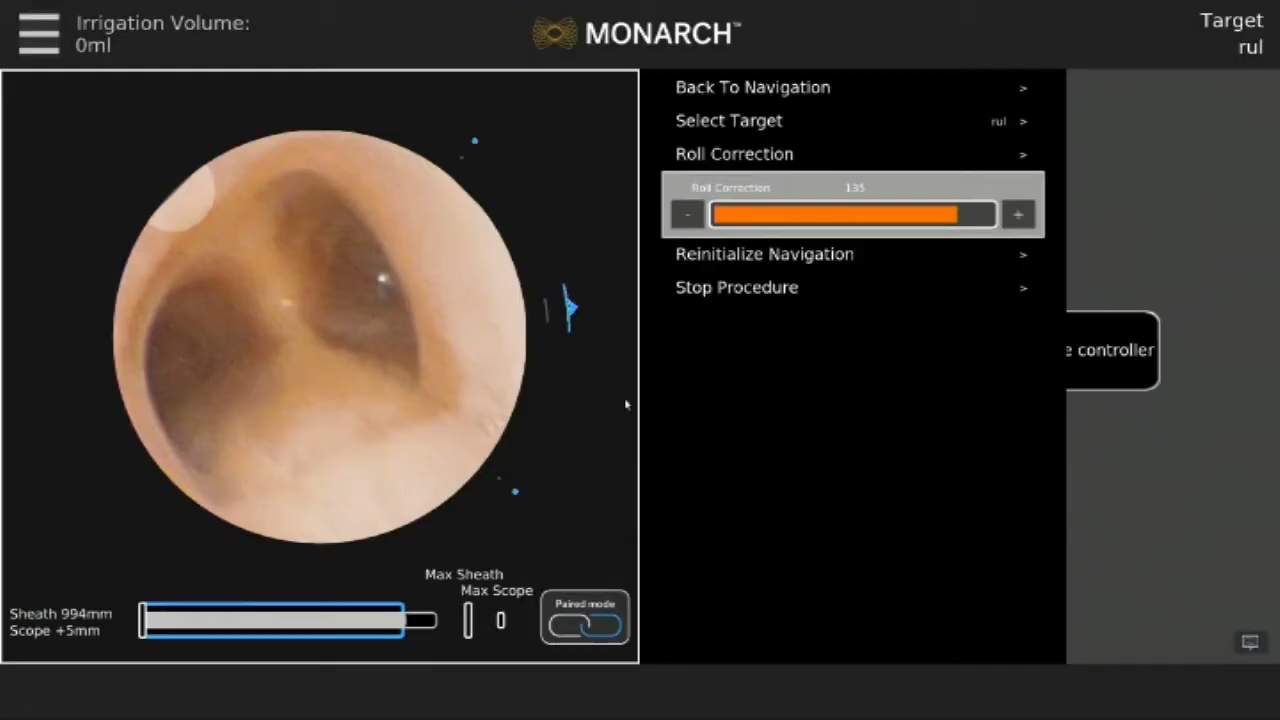 Irrigation Volume:
0ml
MONARCH™
Target
rul
Back To Navigation >
Select Target rul >
Roll Correction >
Roll Correction 135
- +
Reinitialize Navigation >
Stop Procedure >
e controller
Max Sheath
Max Scope
Paired mode
Sheath 994mm
Scope +5mm